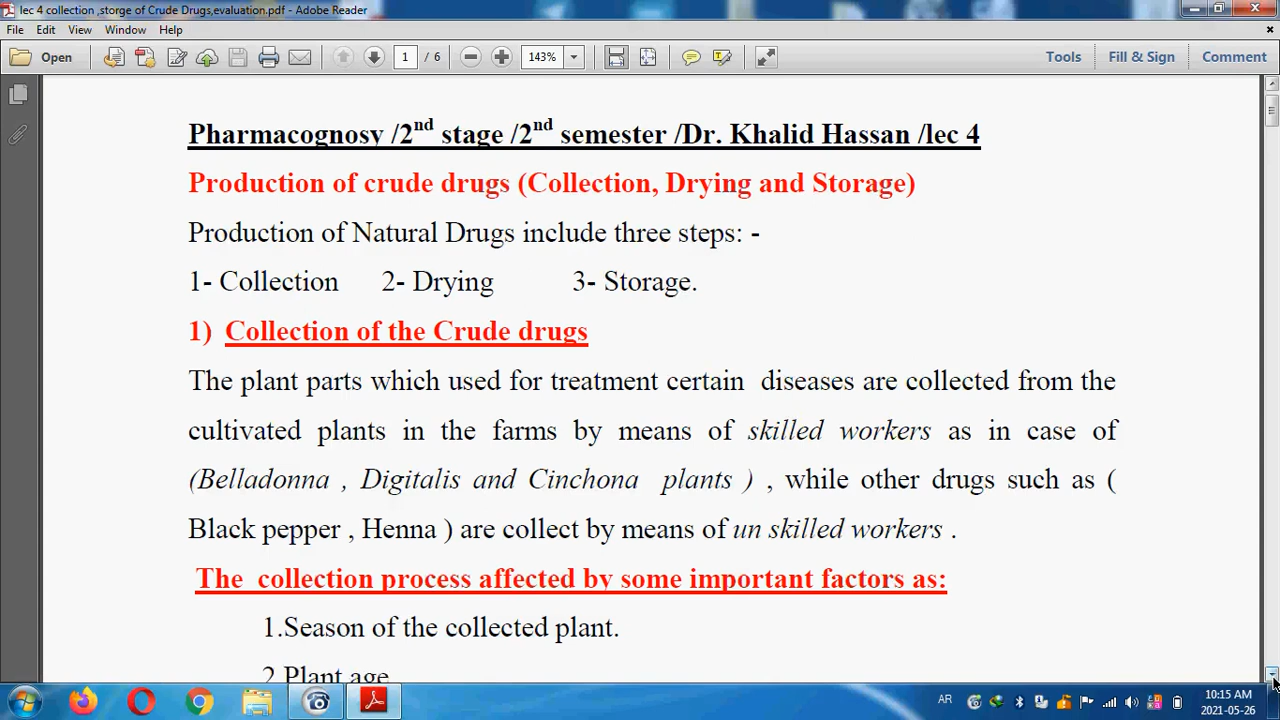 lec 4 collection ,storge of Crude Drugs,evaluation.pdf - Adobe Reader
File Edit View Window Help
Open 1 / 6 143% Tools Fill & Sign Comment
Pharmacognosy /2nd stage /2nd semester /Dr. Khalid Hassan /lec 4
Production of crude drugs (Collection, Drying and Storage)
Production of Natural Drugs include three steps: -
1- Collection 2- Drying 3- Storage.
1) Collection of the Crude drugs
The plant parts which used for treatment certain diseases are collected from the
cultivated plants in the farms by means of skilled workers as in case of
(Belladonna , Digitalis and Cinchona plants ) , while other drugs such as (
Black pepper , Henna ) are collect by means of un skilled workers .
The collection process affected by some important factors as:
1.Season of the collected plant.
2.Plant age
AR 10:15 AM
2021-05-26